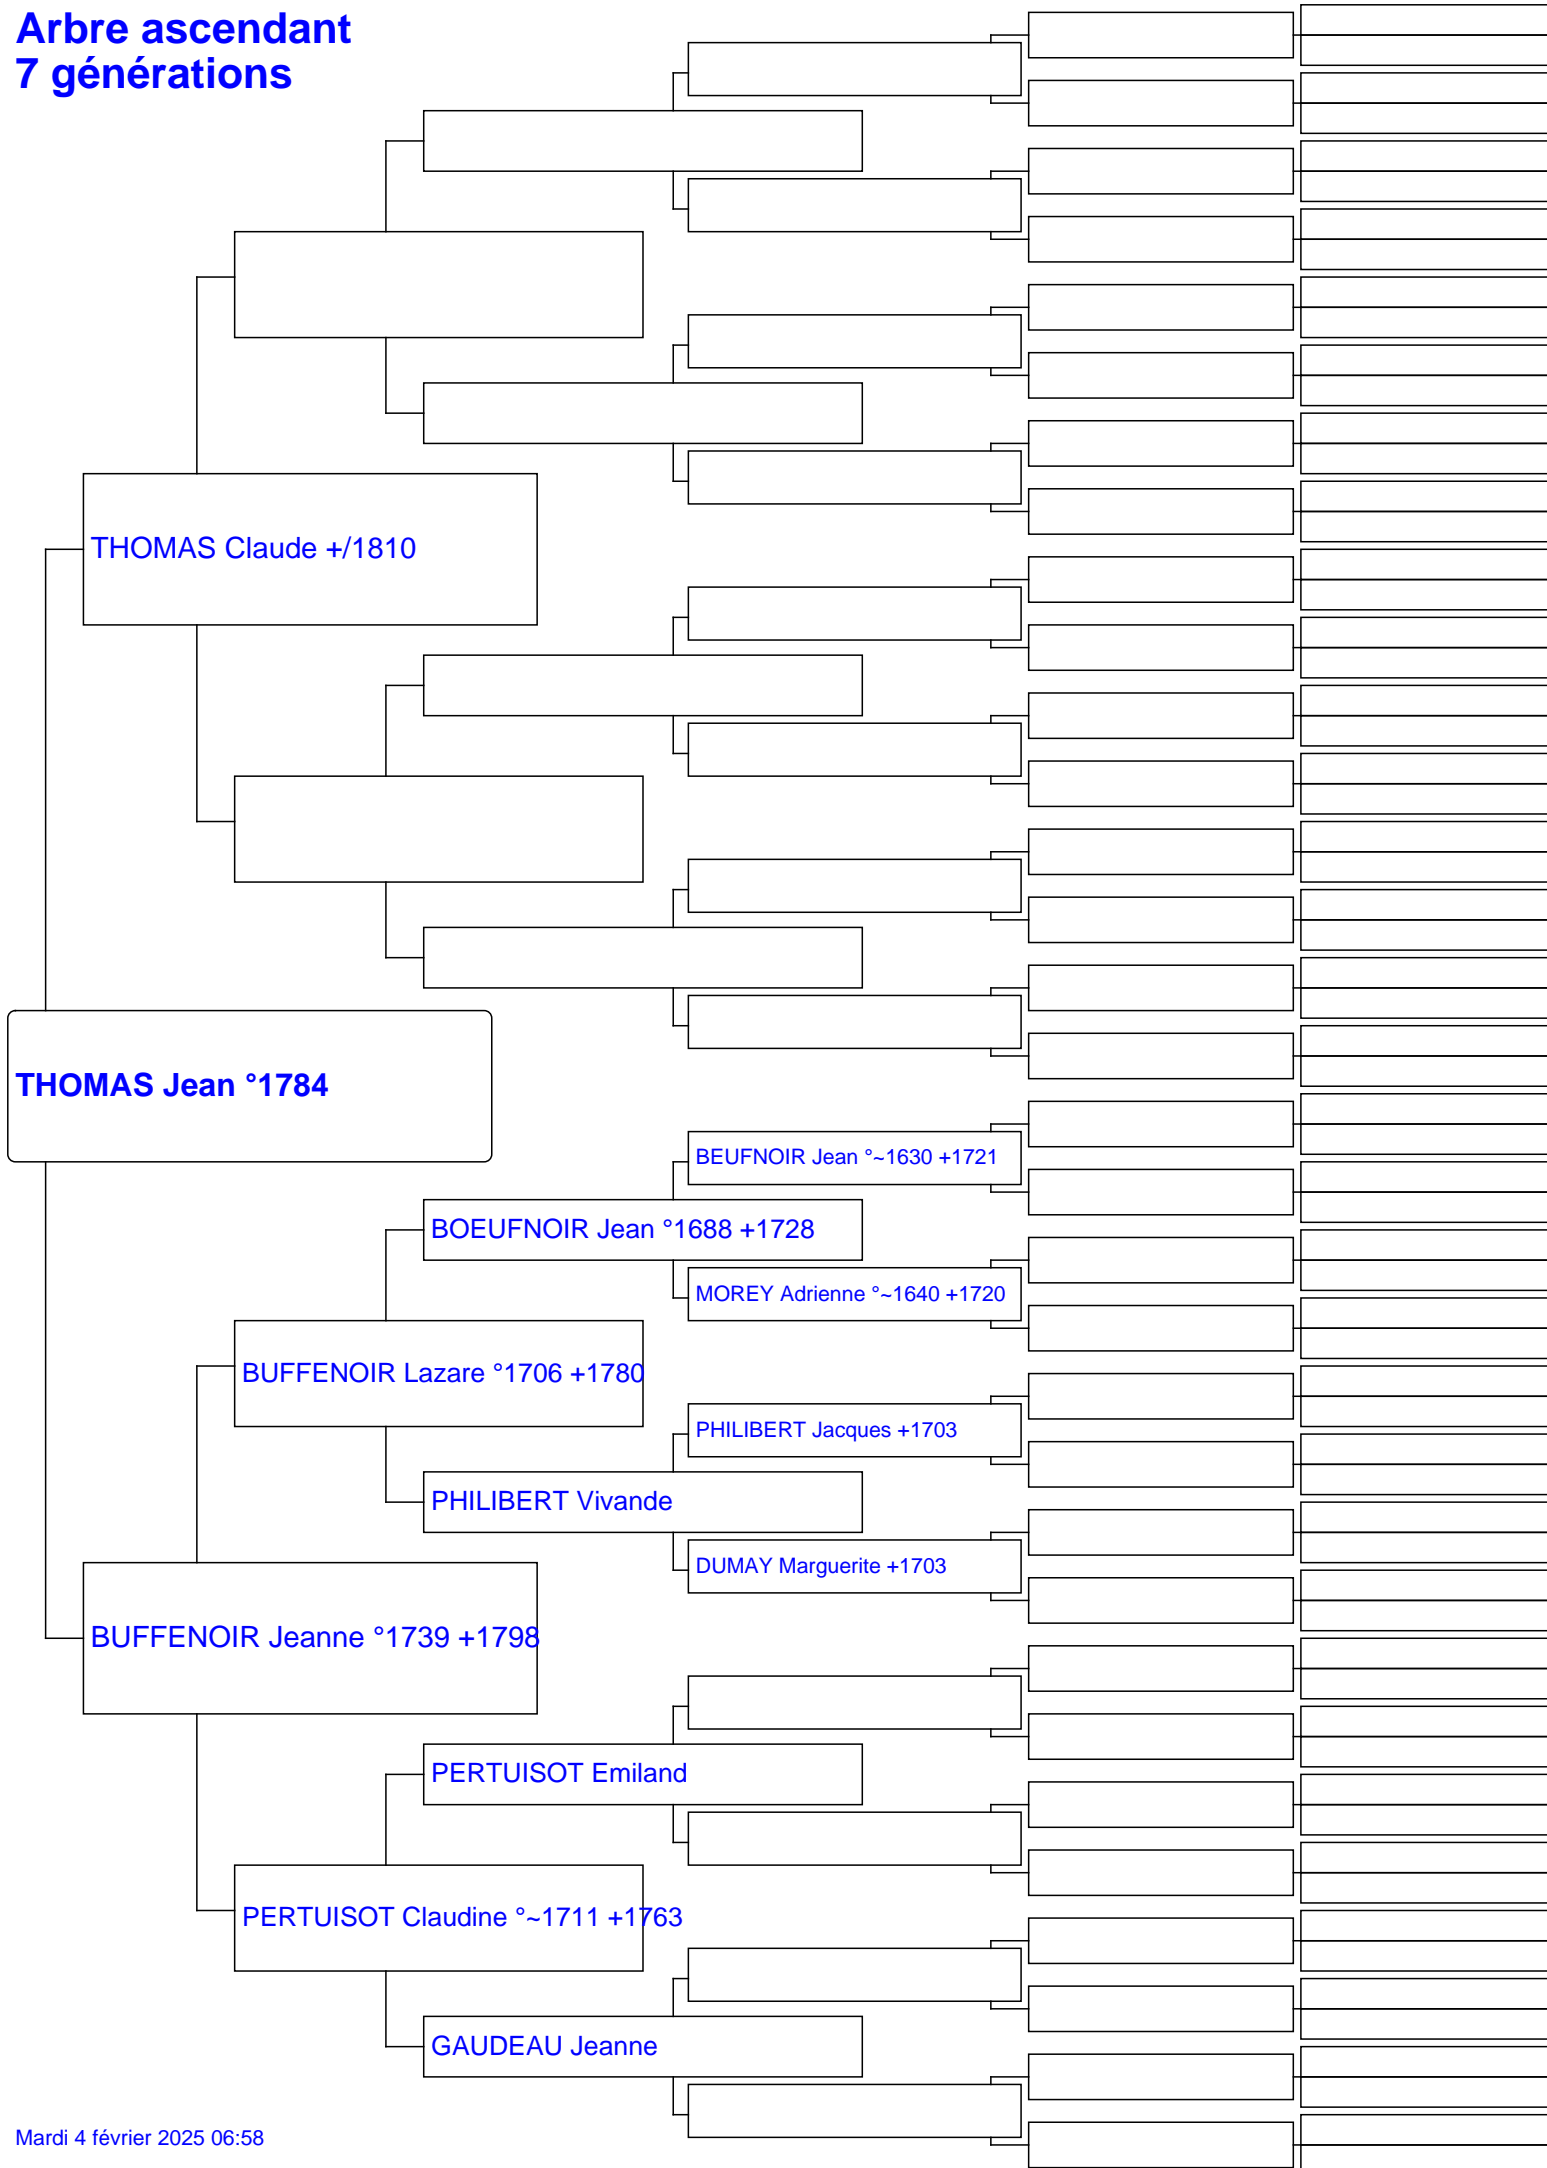 Arbre ascendant
7 générations
THOMAS Claude +/1810
THOMAS Jean °1784
BEUFNOIR Jean °~1630 +1721
BOEUFNOIR Jean °1688 +1728
MOREY Adrienne °~1640 +1720
BUFFENOIR Lazare °1706 +1780
PHILIBERT Jacques +1703
PHILIBERT Vivande
DUMAY Marguerite +1703
BUFFENOIR Jeanne °1739 +1798
PERTUISOT Emiland
PERTUISOT Claudine °~1711 +1763
GAUDEAU Jeanne
Mardi 4 février 2025 06:58